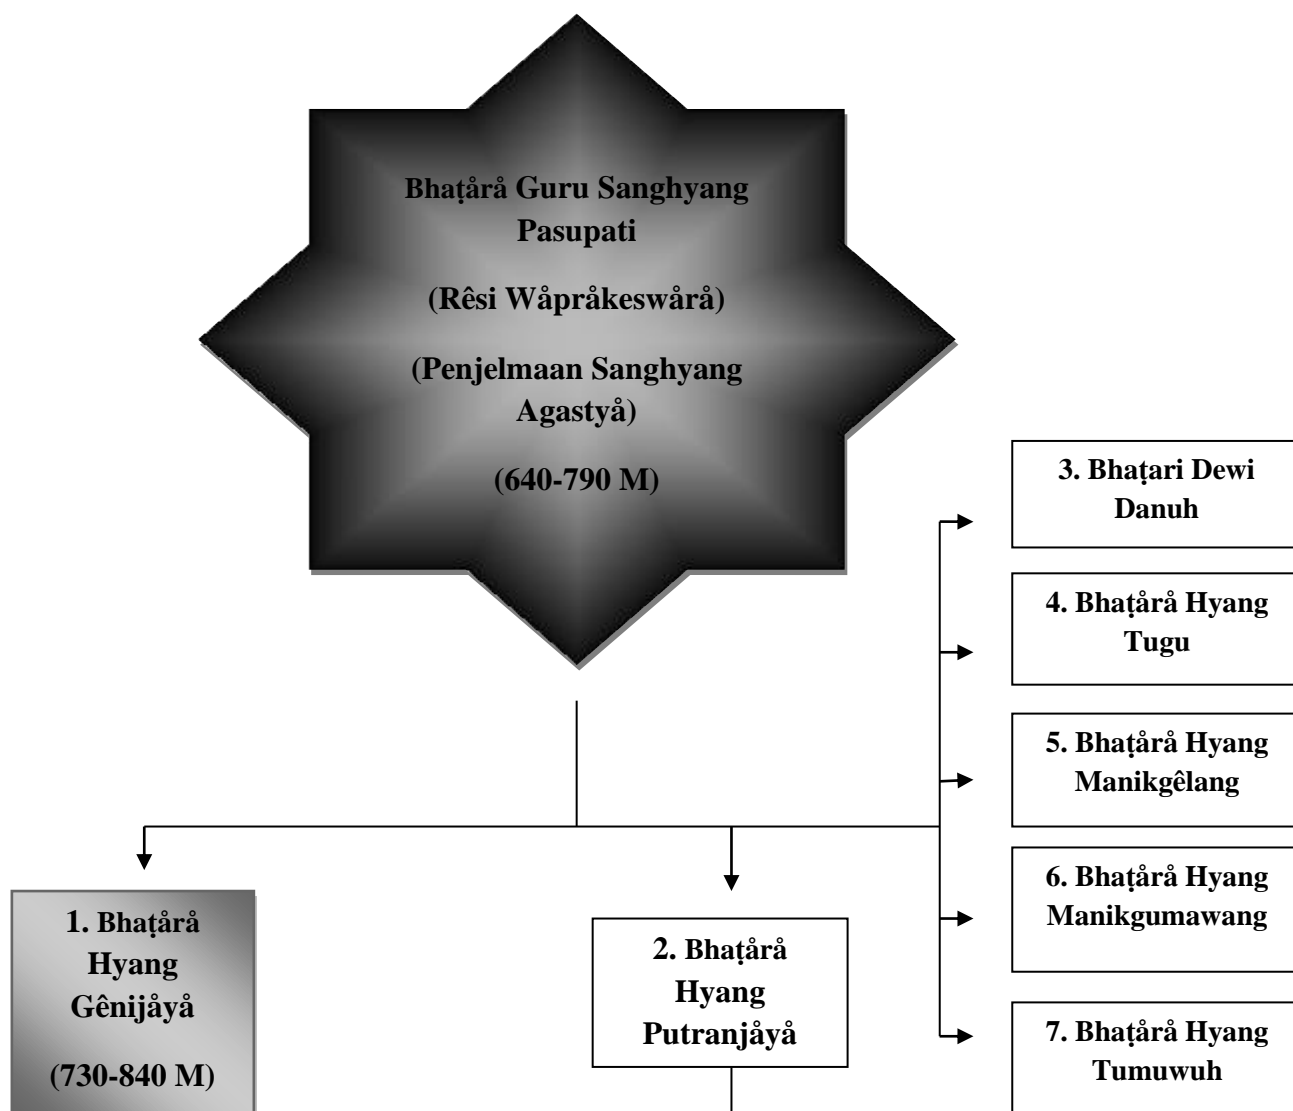 Bhaṭårå Guru Sanghyang
Pasupati
(Rêsi Wåpråkeswårå)
(Penjelmaan Sanghyang
Agastyå)
(640-790 M)
1. Bhaṭårå
Hyang
Gênijåyå
(730-840 M)
2. Bhaṭårå
Hyang
Putranjåyå
3. Bhaṭari Dewi
Danuh
4. Bhaṭårå Hyang
Tugu
5. Bhaṭårå Hyang
Manikgêlang
6. Bhaṭårå Hyang
Manikgumawang
7. Bhaṭårå Hyang
Tumuwuh